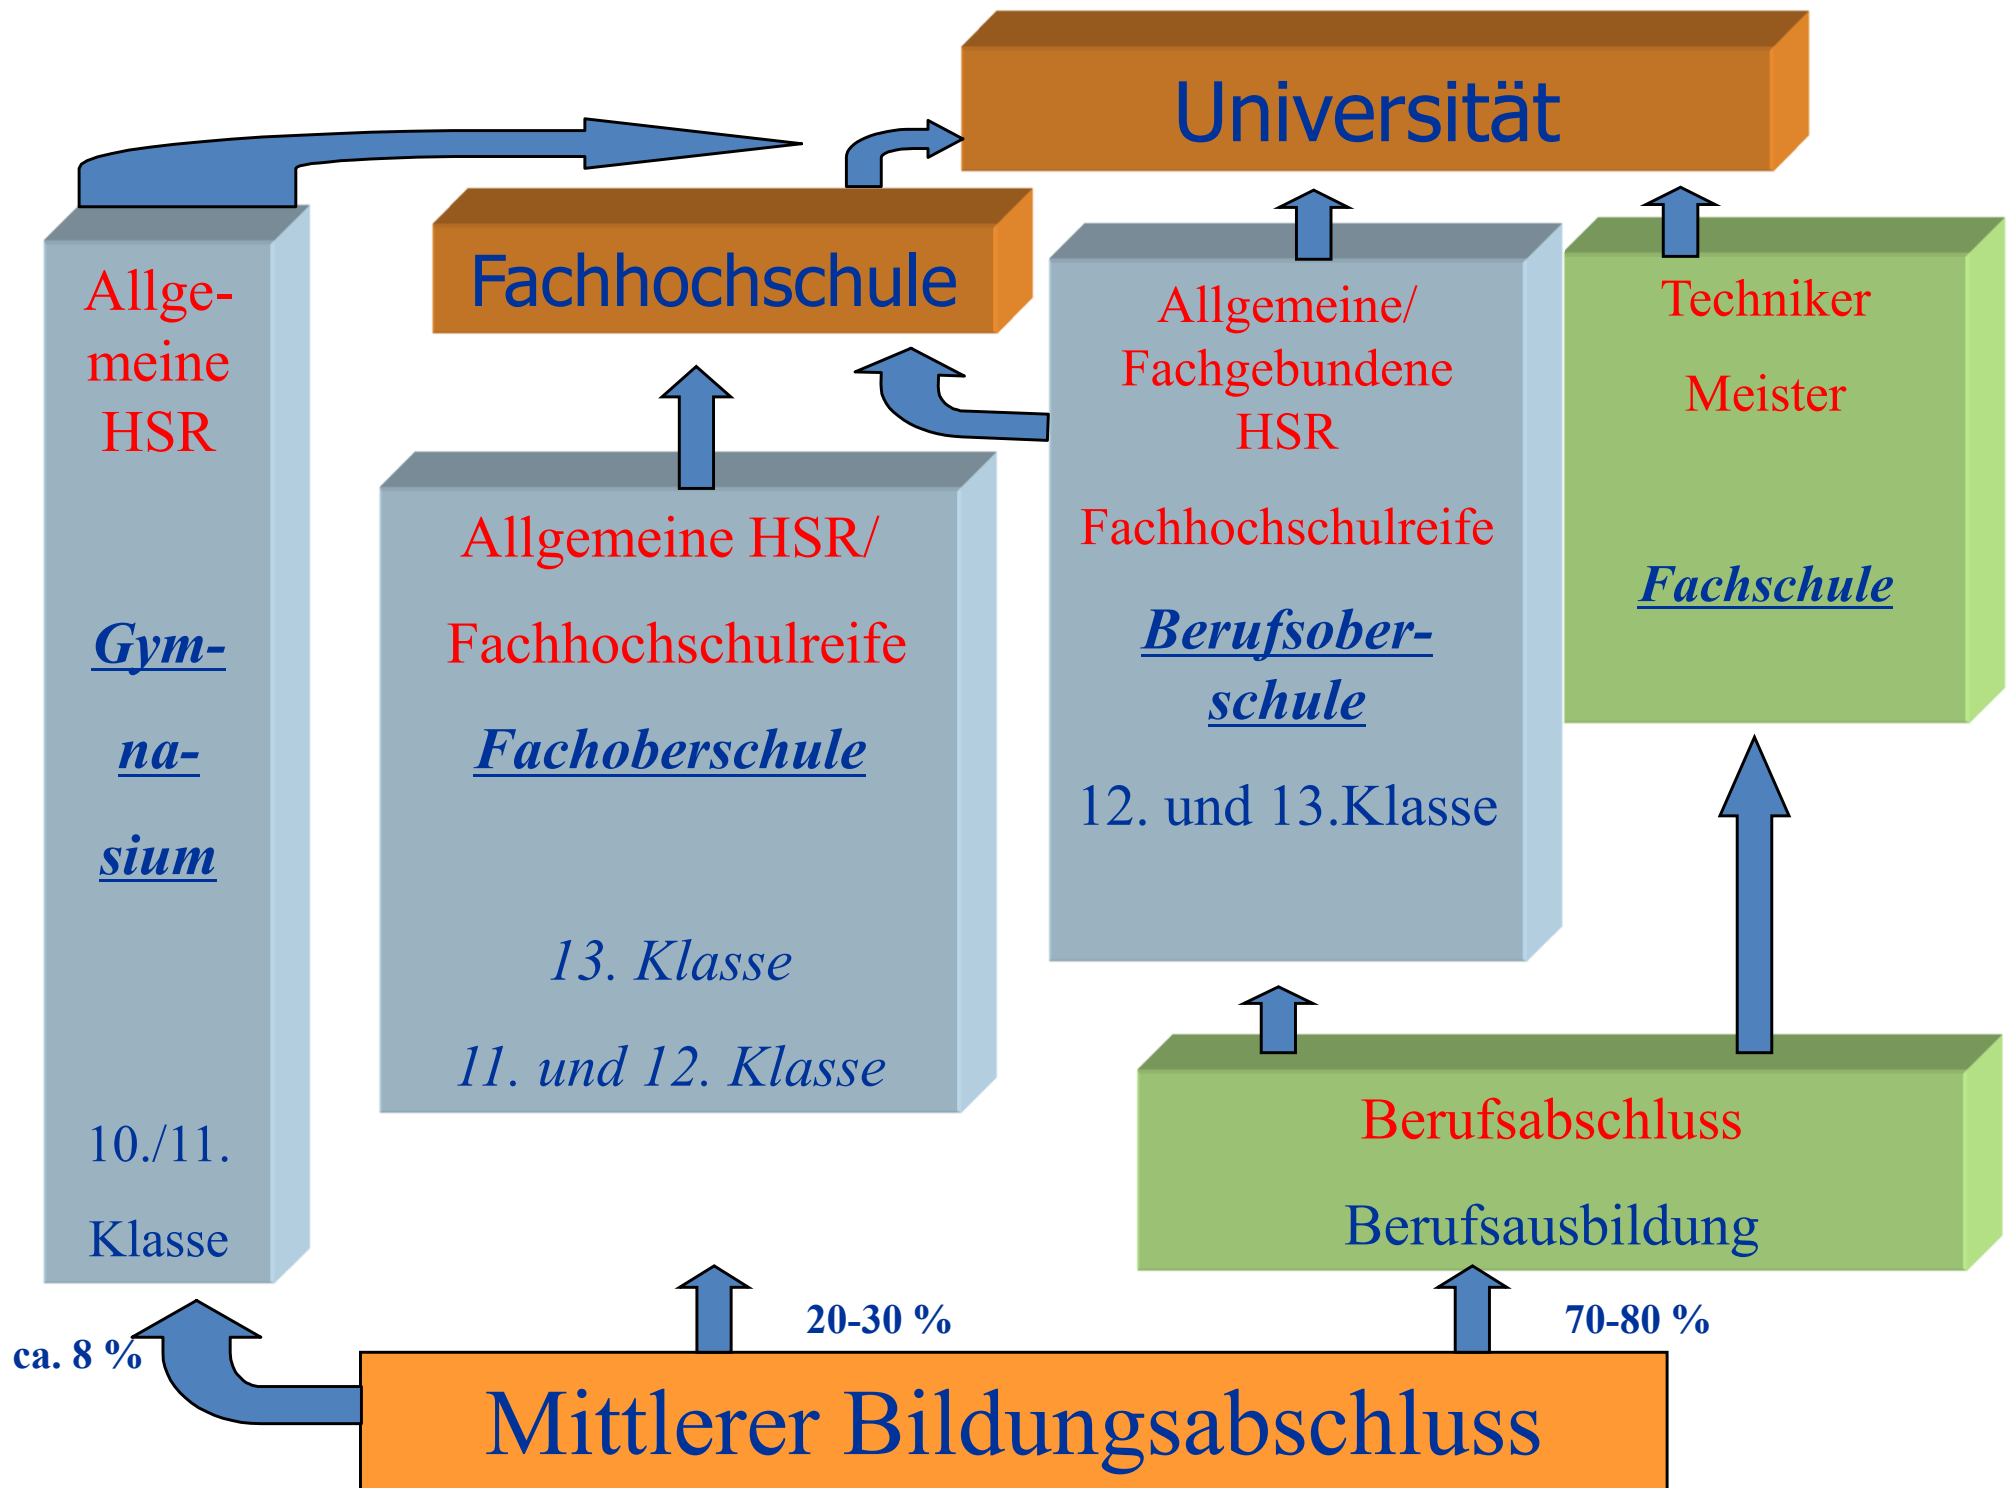 Universität
Fachhochschule
Allge-
meine
HSR
Gym-
na-
sium
10./11.
Klasse
Allgemeine HSR/
Fachhochschulreife
Fachoberschule
13. Klasse
11. und 12. Klasse
Allgemeine/
Fachgebundene
HSR
Fachhochschulreife
Berufsober-
schule
12. und 13.Klasse
Techniker
Meister
Fachschule
Berufsabschluss
Berufsausbildung
ca. 8 %
20-30 %
70-80 %
Mittlerer Bildungsabschluss